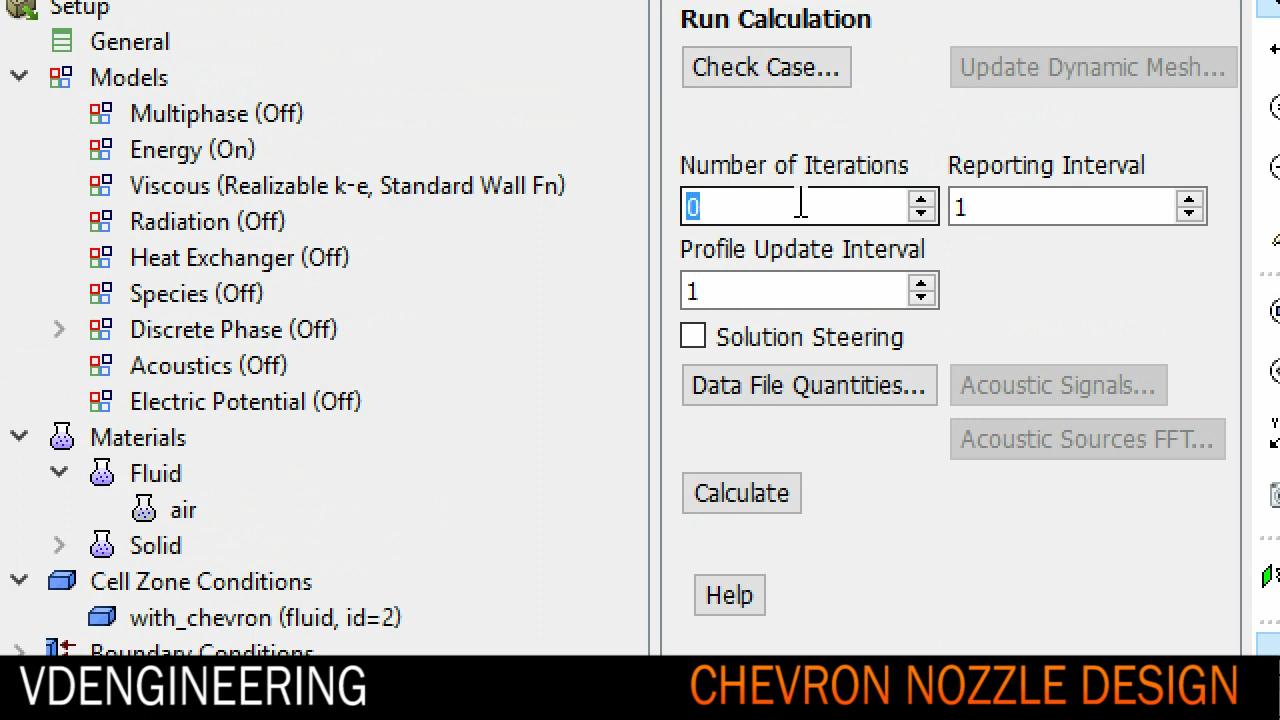 Setup
General
Models
Multiphase (Off)
Energy (On)
Viscous (Realizable k-e, Standard Wall Fn)
Radiation (Off)
Heat Exchanger (Off)
Species (Off)
Discrete Phase (Off)
Acoustics (Off)
Electric Potential (Off)
Materials
Fluid
air
Solid
Cell Zone Conditions
with_chevron (fluid, id=2)
Boundary Conditions
Run Calculation
Check Case... Update Dynamic Mesh...
Number of Iterations Reporting Interval
0 1
Profile Update Interval
1
Solution Steering
Data File Quantities... Acoustic Signals...
Acoustic Sources FFT...
Calculate
Help
VDENGINEERING CHEVRON NOZZLE DESIGN